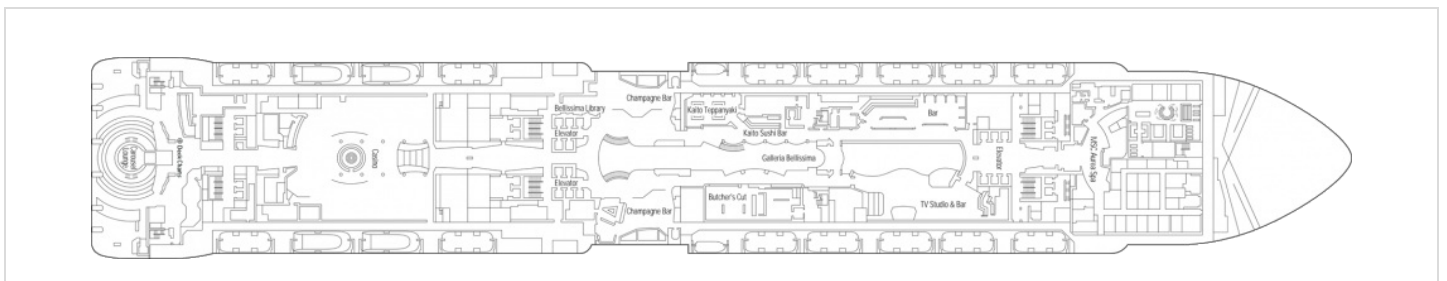 Carousel
Lounge
Casino
Bellissima Library
Elevator
Elevator
Champagne Bar
Champagne Bar
Kaito Teppanyaki
Kaito Sushi Bar
Bar
Galleria Bellissima
Butcher's Cut
TV Studio & Bar
Elevator
MSC Aurea Spa